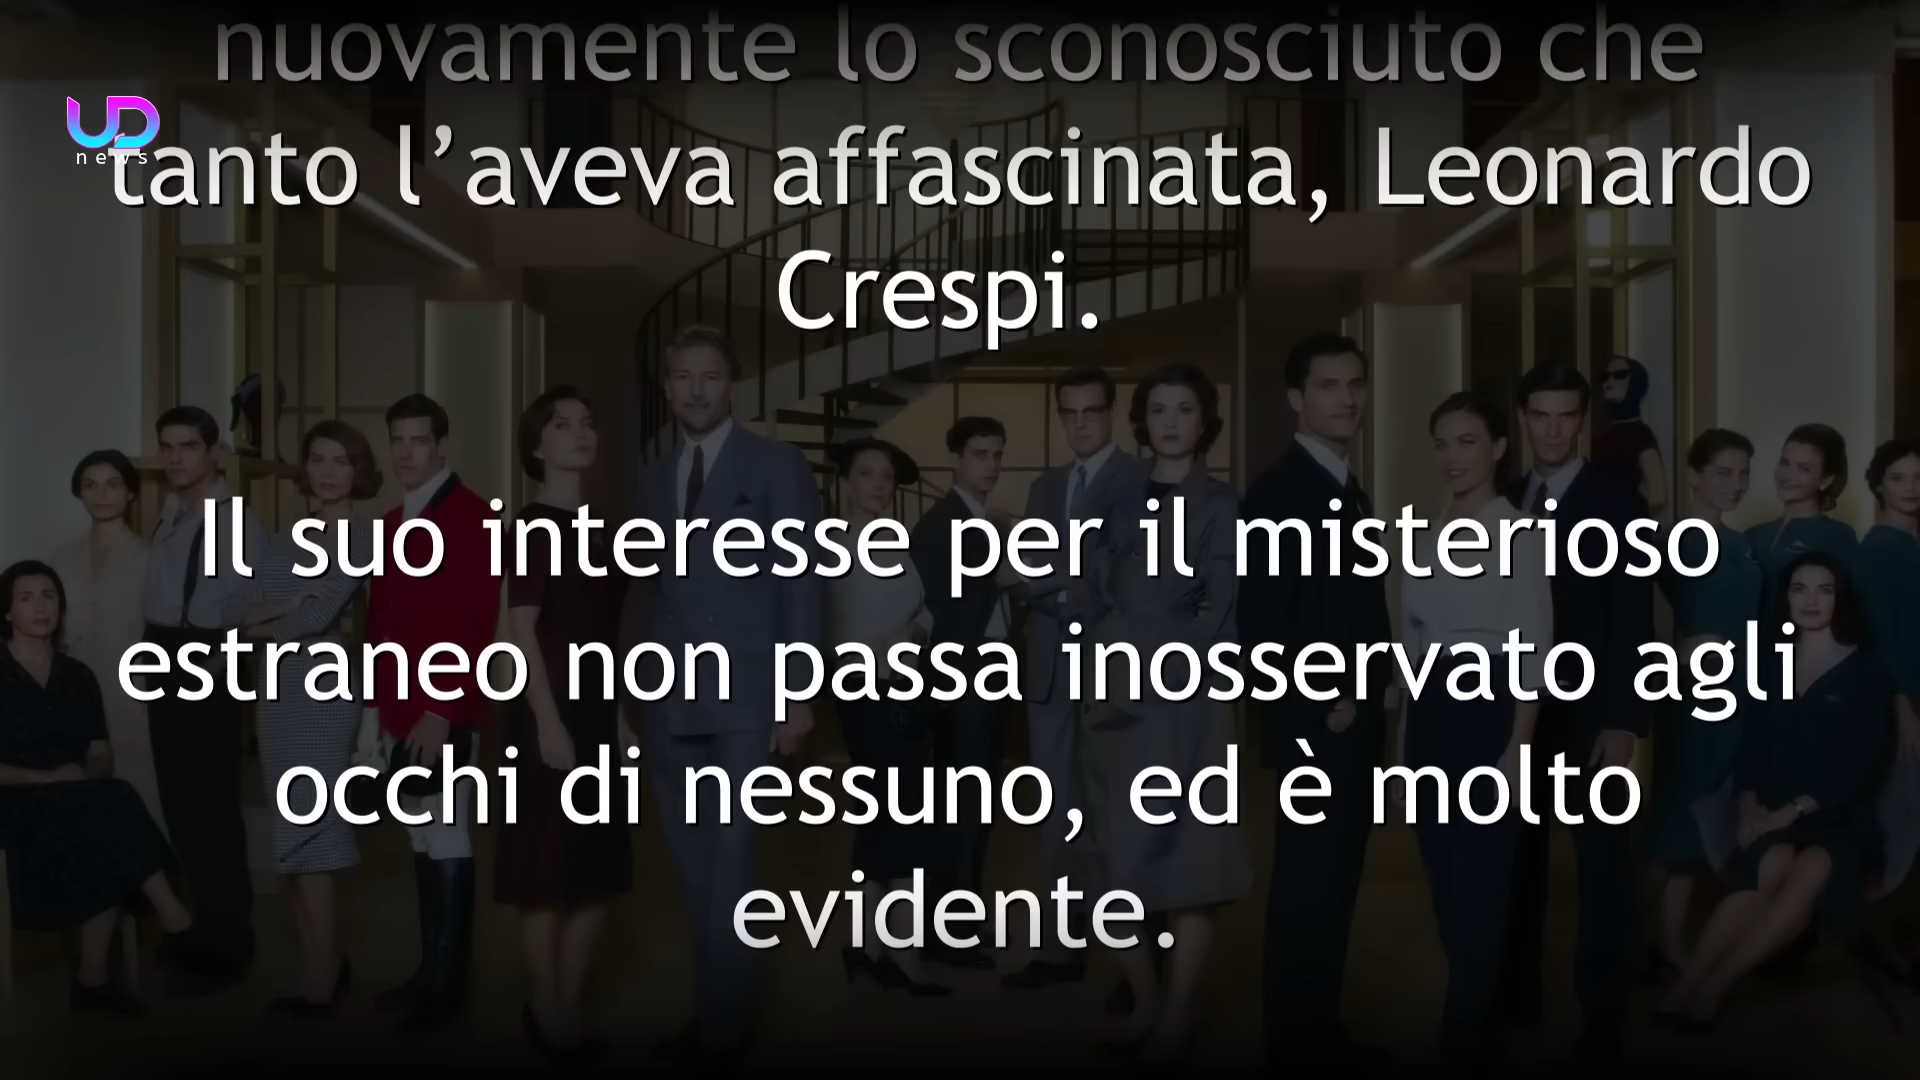 nuovamente lo sconosciuto che
UD
news
tanto l’aveva affascinata, Leonardo
Crespi.
Il suo interesse per il misterioso
estraneo non passa inosservato agli
occhi di nessuno, ed è molto
evidente.